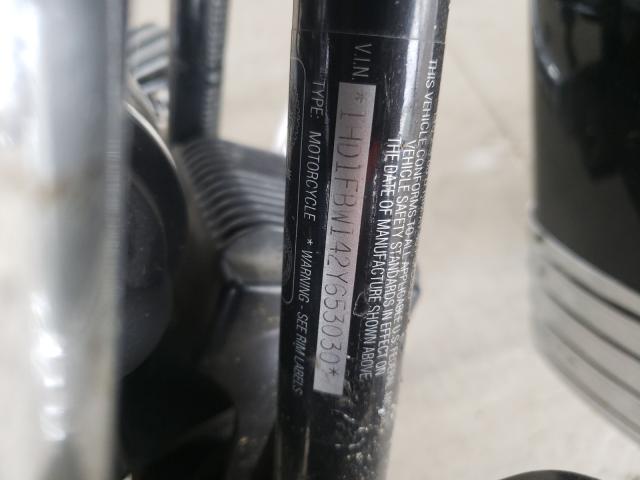 THIS VEHICLE CONFORMS TO ALL APPLICABLE U.S. FEDERAL
VEHICLE SAFETY STANDARDS IN EFFECT ON
THE DATE OF MANUFACTURE SHOWN ABOVE
V.I.N. *1HD1FBW142Y653030*
TYPE: MOTORCYCLE * WARNING - SEE RIM LABELS